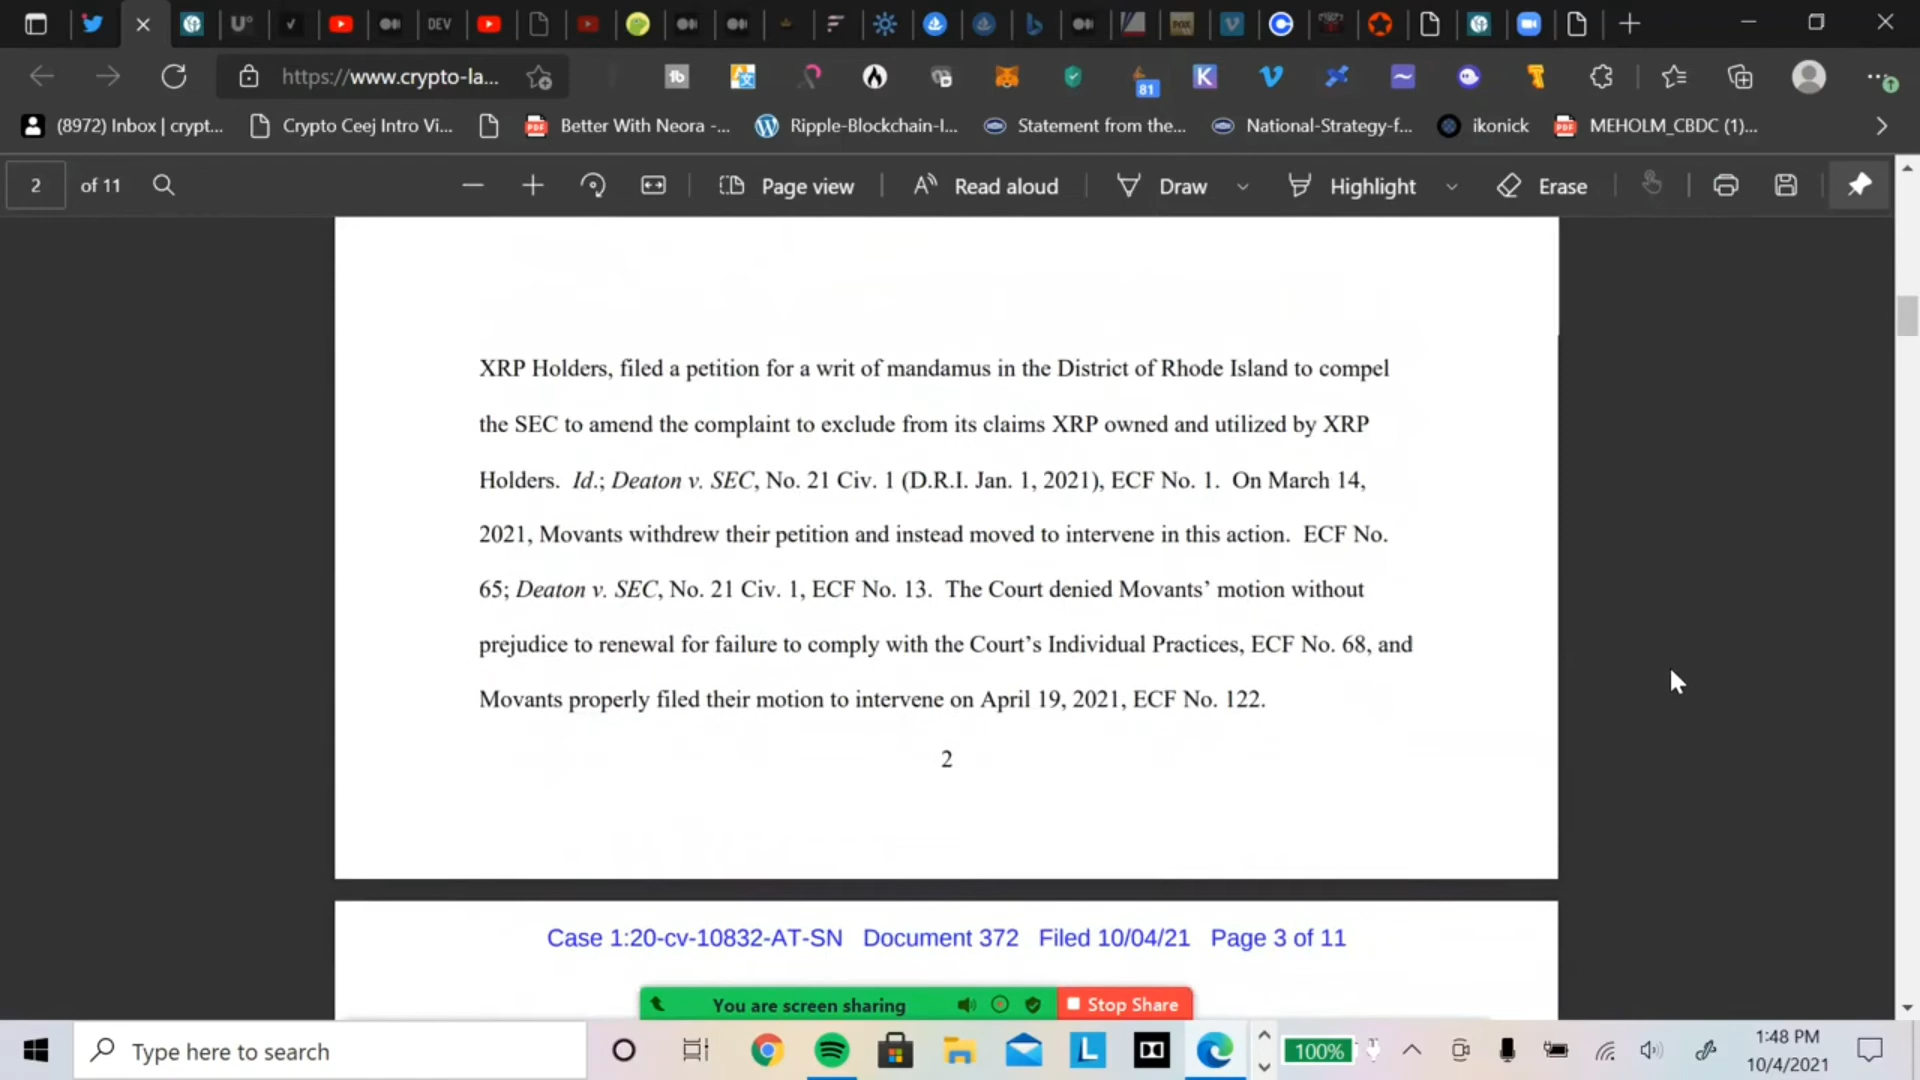 DEV
https://www.crypto-la...
81
(8972) Inbox | crypt...
Crypto Ceej Intro Vi...
Better With Neora -...
Ripple-Blockchain-I...
Statement from the...
National-Strategy-f...
ikonick
MEHOLM_CBDC (1)...
2
of 11
Page view
Read aloud
Draw
Highlight
Erase
XRP Holders, filed a petition for a writ of mandamus in the District of Rhode Island to compel
the SEC to amend the complaint to exclude from its claims XRP owned and utilized by XRP
Holders. Id.; Deaton v. SEC, No. 21 Civ. 1 (D.R.I. Jan. 1, 2021), ECF No. 1. On March 14,
2021, Movants withdrew their petition and instead moved to intervene in this action. ECF No.
65; Deaton v. SEC, No. 21 Civ. 1, ECF No. 13. The Court denied Movants’ motion without
prejudice to renewal for failure to comply with the Court’s Individual Practices, ECF No. 68, and
Movants properly filed their motion to intervene on April 19, 2021, ECF No. 122.
2
Case 1:20-cv-10832-AT-SN Document 372 Filed 10/04/21 Page 3 of 11
You are screen sharing
Stop Share
Type here to search
100%
1:48 PM
10/4/2021